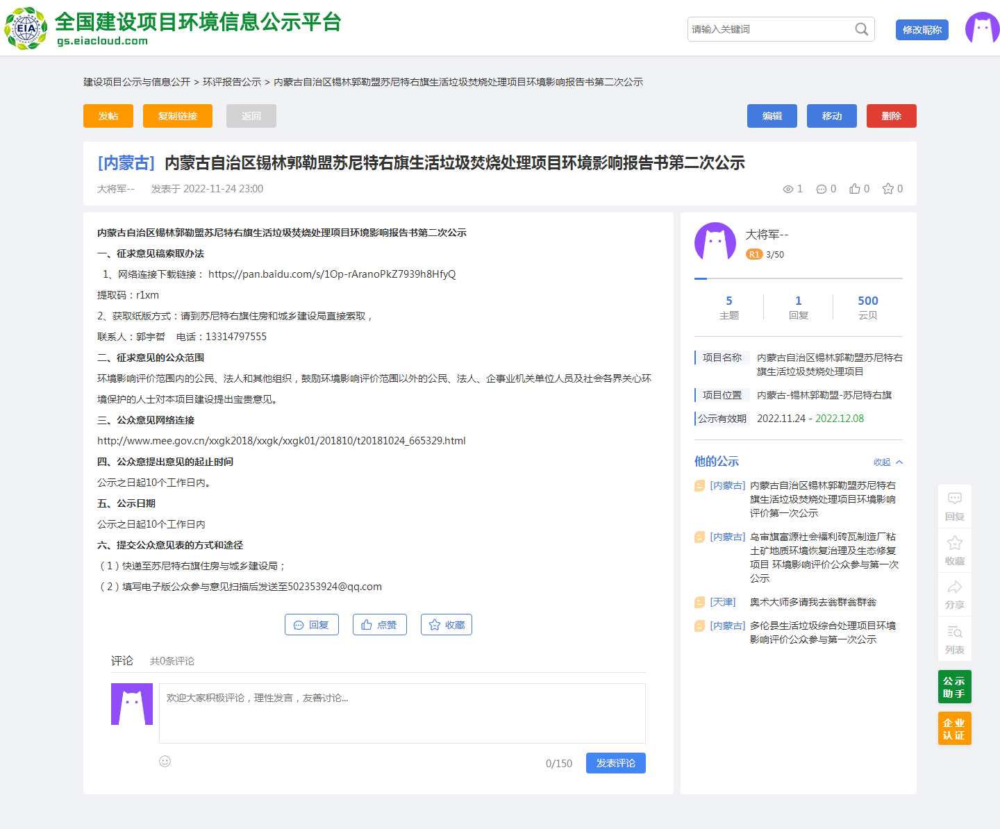 EIA
全国建设项目环境信息公示平台
gs.eiacloud.com
请输入关键词
修改昵称
建设项目公示与信息公开 > 环评报告公示 > 内蒙古自治区锡林郭勒盟苏尼特右旗生活垃圾焚烧处理项目环境影响报告书第二次公示
发帖 复制链接 返回 编辑 移动 删除
[内蒙古] 内蒙古自治区锡林郭勒盟苏尼特右旗生活垃圾焚烧处理项目环境影响报告书第二次公示
大将军-- 发表于 2022-11-24 23:00 1 0 0 0
内蒙古自治区锡林郭勒盟苏尼特右旗生活垃圾焚烧处理项目环境影响报告书第二次公示
一、征求意见稿索取办法
1、网络连接下载链接： https://pan.baidu.com/s/1Op-rAranoPkZ7939h8HfyQ
提取码：r1xm
2、获取纸版方式：请到苏尼特右旗住房和城乡建设局直接索取，
联系人：郭宇哲 电话：13314797555
二、征求意见的公众范围
环境影响评价范围内的公民、法人和其他组织，鼓励环境影响评价范围以外的公民、法人、企事业机关单位人员及社会各界关心环
境保护的人士对本项目建设提出宝贵意见。
三、公众意见网络连接
http://www.mee.gov.cn/xxgk2018/xxgk/xxgk01/201810/t20181024_665329.html
四、公众意提出意见的起止时间
公示之日起10个工作日内。
五、公示日期
公示之日起10个工作日内
六、提交公众意见表的方式和途径
（1）快递至苏尼特右旗住房与城乡建设局；
（2）填写电子版公众参与意见扫描后发送至502353924@qq.com
回复 点赞 收藏
评论 共0条评论
欢迎大家积极评论，理性发言，友善讨论...
0/150 发表评论
大将军--
R1 3/50
5 1 500
主题 回复 云贝
项目名称 内蒙古自治区锡林郭勒盟苏尼特右
旗生活垃圾焚烧处理项目
项目位置 内蒙古-锡林郭勒盟-苏尼特右旗
公示有效期 2022.11.24 - 2022.12.08
他的公示 收起
[内蒙古] 内蒙古自治区锡林郭勒盟苏尼特右
旗生活垃圾焚烧处理项目环境影响
评价第一次公示
[内蒙古] 乌审旗富源社会福利砖瓦制造厂粘
土矿地质环境恢复治理及生态修复
项目 环境影响评价公众参与第一次
公示
[天津] 奥术大师多请我去翁群翁群翁
[内蒙古] 多伦县生活垃圾综合处理项目环境
影响评价公众参与第一次公示
回复
收藏
分享
列表
公示
助手
企业
认证